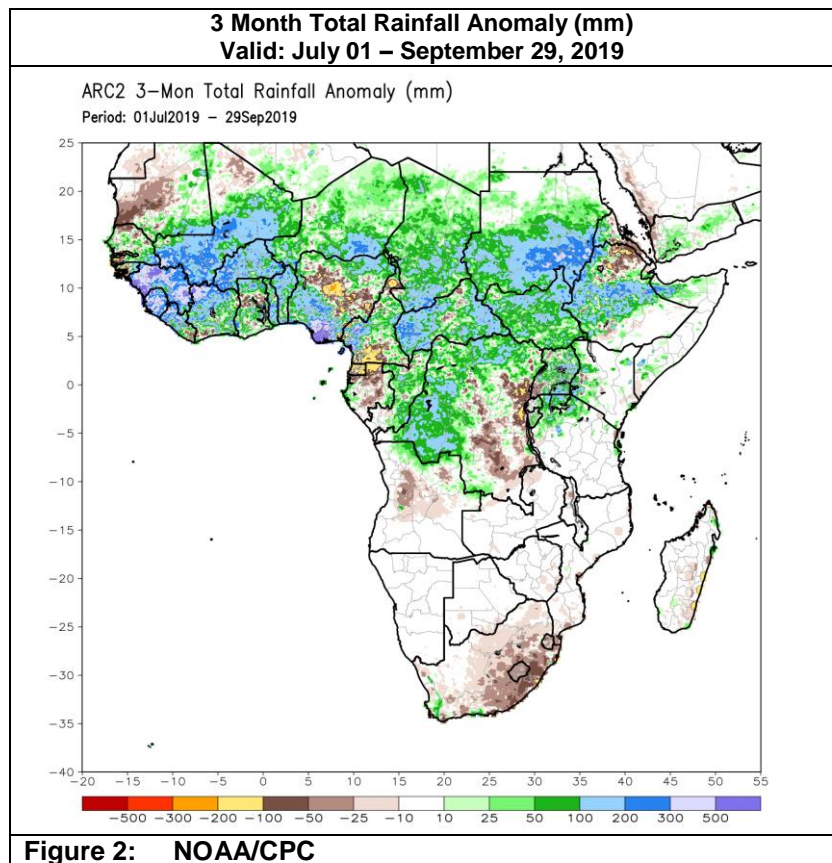 3 Month Total Rainfall Anomaly (mm)
Valid: July 01 – September 29, 2019
ARC2 3-Mon Total Rainfall Anomaly (mm)
Period: 01Jul2019 – 29Sep2019
25
20
15
10
5
0
-5
-10
-15
-20
-25
-30
-35
-40
-20 -15 -10 -5 0 5 10 15 20 25 30 35 40 45 50 55
-500 -300 -200 -100 -50 -25 -10 10 25 50 100 200 300 500
Figure 2: NOAA/CPC